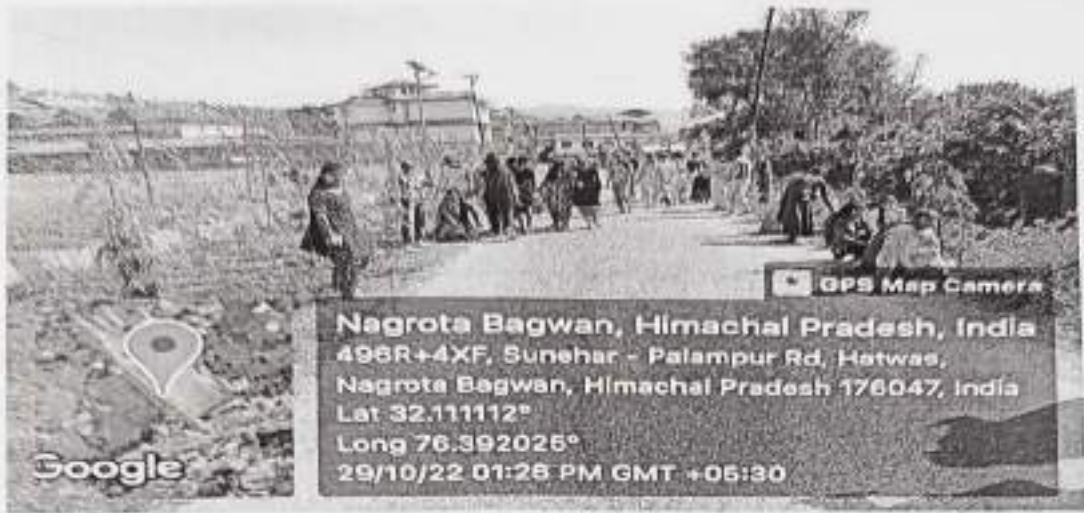 GPS Map Camera
Nagrota Bagwan, Himachal Pradesh, India
496R+4XF, Sunehar - Palampur Rd, Hatwas,
Nagrota Bagwan, Himachal Pradesh 176047, India
Lat 32.111112°
Long 76.392025°
29/10/22 01:26 PM GMT +05:30
Google